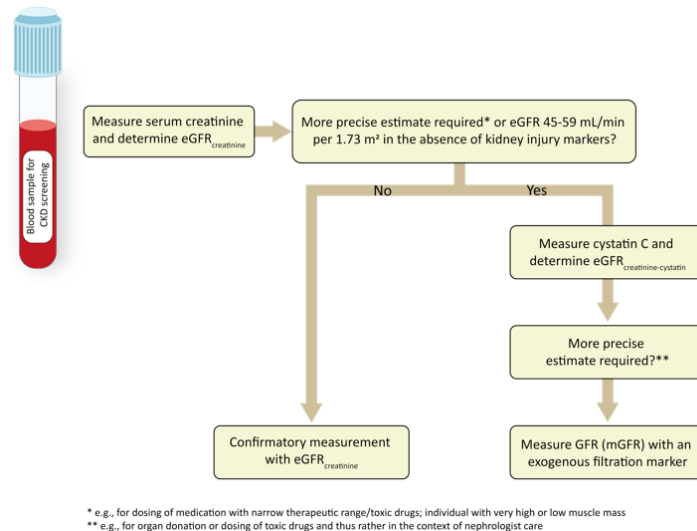 Blood sample for
CKD screening
Measure serum creatinine
and determine eGFRcreatinine
More precise estimate required* or eGFR 45-59 mL/min
per 1.73 m² in the absence of kidney injury markers?
No
Yes
Measure cystatin C and
determine eGFRcreatinine-cystatin
More precise
estimate required?**
Confirmatory measurement
with eGFRcreatinine
Measure GFR (mGFR) with an
exogenous filtration marker
* e.g., for dosing of medication with narrow therapeutic range/toxic drugs; individual with very high or low muscle mass
** e.g., for organ donation or dosing of toxic drugs and thus rather in the context of nephrologist care